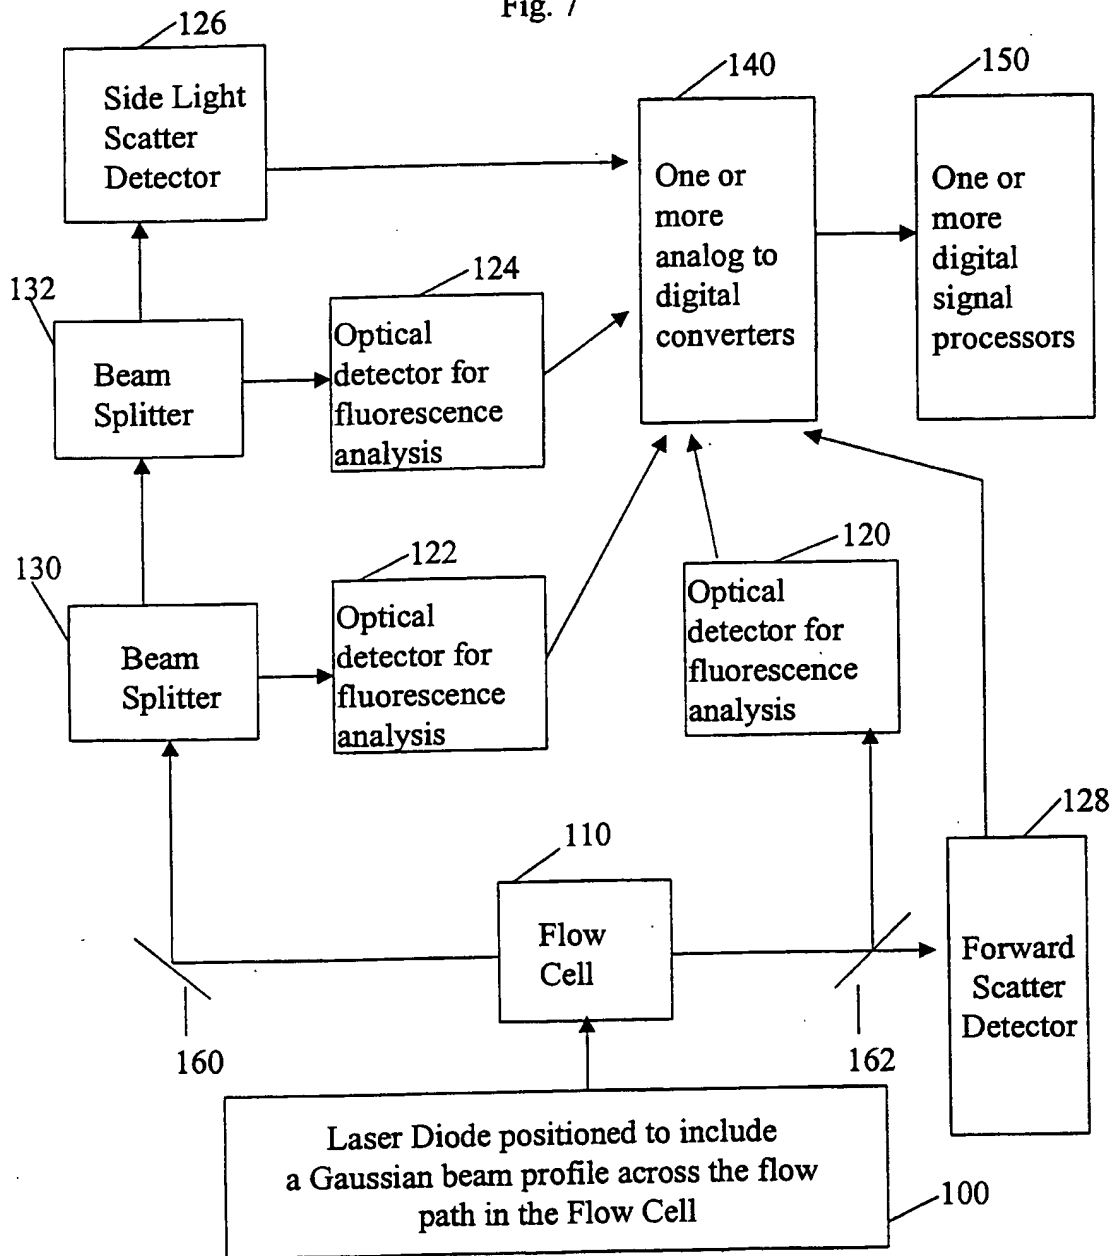 Fig. 7
126
Side Light
Scatter
Detector
140
One or
more
analog to
digital
converters
150
One or
more
digital
signal
processors
132
Beam
Splitter
124
Optical
detector for
fluorescence
analysis
130
Beam
Splitter
122
Optical
detector for
fluorescence
analysis
120
Optical
detector for
fluorescence
analysis
110
Flow
Cell
128
Forward
Scatter
Detector
160
162
Laser Diode positioned to include
a Gaussian beam profile across the flow
path in the Flow Cell
100